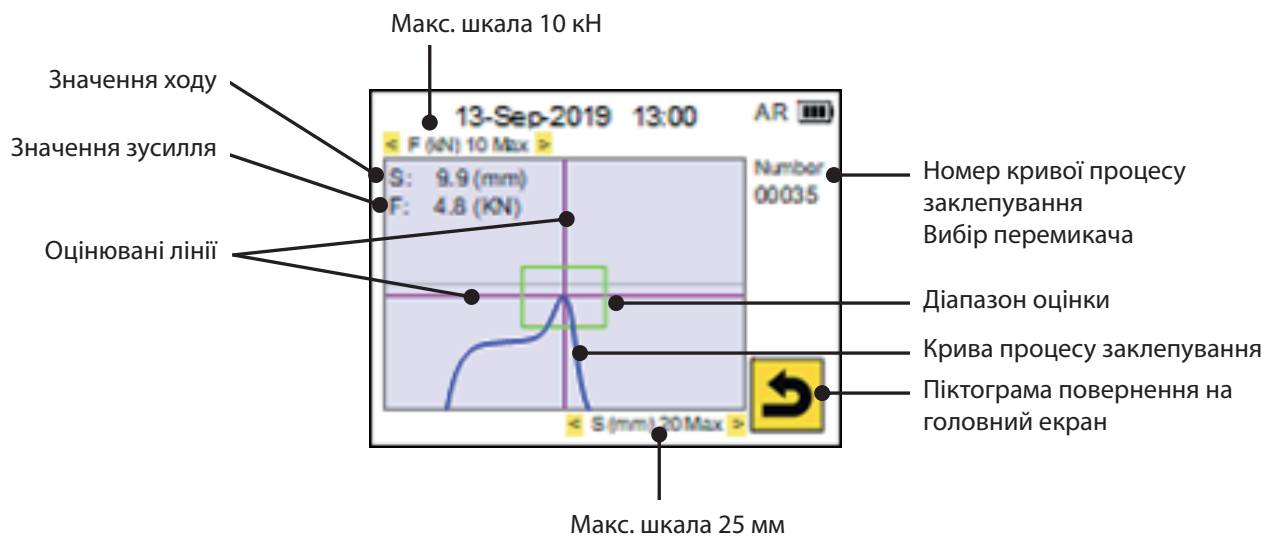 Макс. шкала 10 кН
Значення ходу
Значення зусилля
Оцінювані лінії
13-Sep-2019 13:00
AR
< F (kN) 10 Max >
S: 9.9 (mm)
F: 4.8 (KN)
Number
00035
< S (mm) 20 Max >
Номер кривої процесу
заклепування
Вибір перемикача
Діапазон оцінки
Крива процесу заклепування
Піктограма повернення на
головний екран
Макс. шкала 25 мм